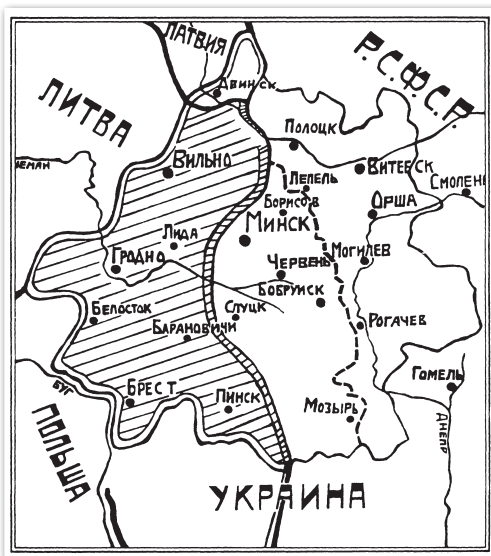 ЛАТВИЯ
Р.С.Ф.С.Р.
ДВИНСК
ЛИТВА
ПОЛОЦК
НЕМАН
ВИЛЬНО
ВИТЕБСК
ЛЕПЕЛЬ
СМОЛЕНС
БОРИСОВ
ОРША
МИНСК
ЛИДА
ГРОДНО
МОГИЛЕВ
ЧЕРВЕНЬ
БОБРУЙСК
БЕЛОСТОК
СЛУЦК
БАРАНОВИЧИ
РОГАЧЕВ
ГОМЕЛЬ
БУГ
БРЕСТ
ПИНСК
МОЗЫРЬ
ДНЕПР
ПОЛЬША
УКРАИНА